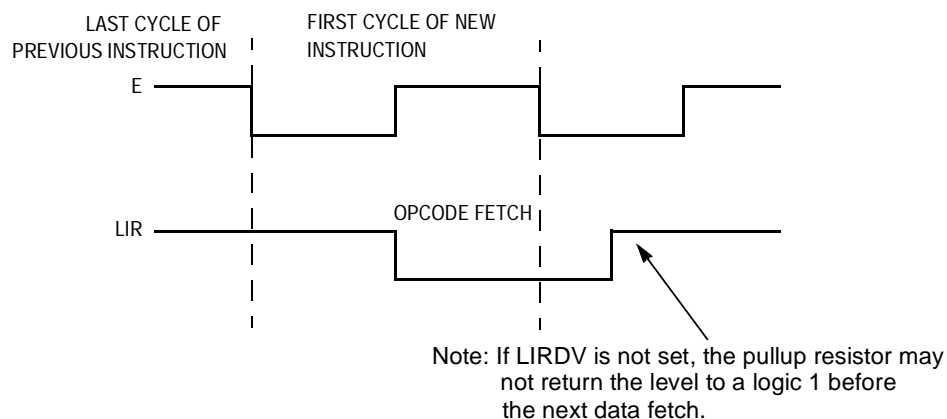 LAST CYCLE OF
PREVIOUS INSTRUCTION
FIRST CYCLE OF NEW
INSTRUCTION
E
OPCODE FETCH
LIR
Note: If LIRDV is not set, the pullup resistor may
not return the level to a logic 1 before
the next data fetch.